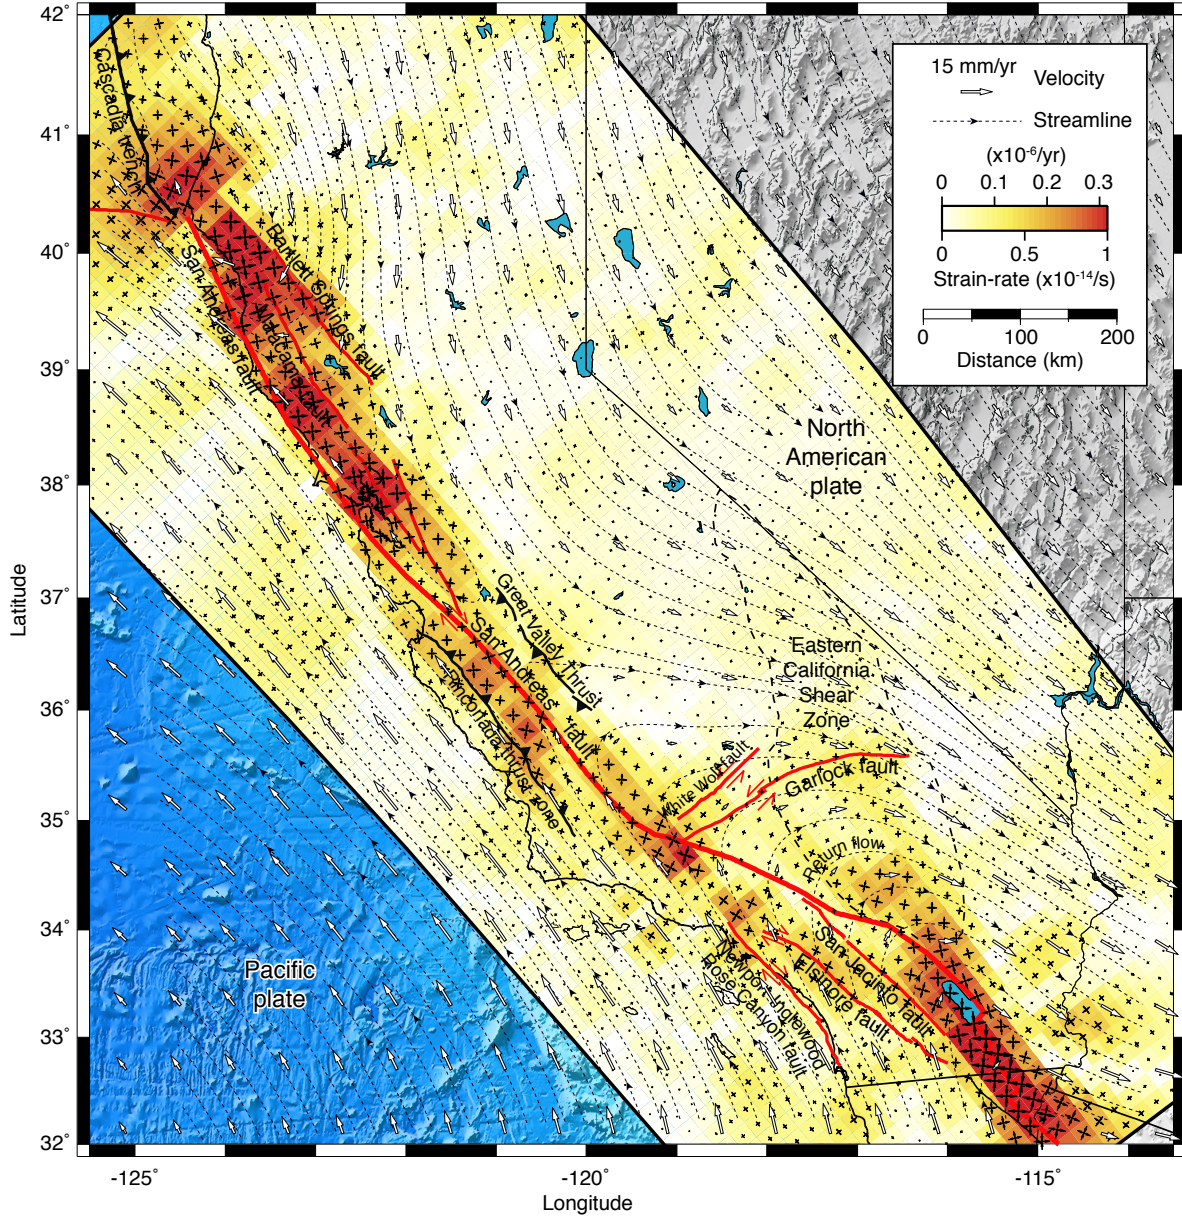 42°
41°
40°
39°
38°
37°
36°
35°
34°
33°
32°
Latitude
-125°
-120°
-115°
Longitude
15 mm/yr
Velocity
Streamline
(x10-6/yr)
0 0.1 0.2 0.3
0 0.5 1
Strain-rate (x10-14/s)
0 100 200
Distance (km)
Cascadia trench
Bartlett Springs fault
San Andreas fault
Maacama fault
North
American
plate
Great Valley Thrust
San Andreas fault
Rinconada Thrust zone
Eastern
California
Shear
Zone
White Wolf fault
Garlock fault
Return flow
San Jacinto fault
Elsinore fault
Newport-Inglewood
Rose Canyon fault
Pacific
plate